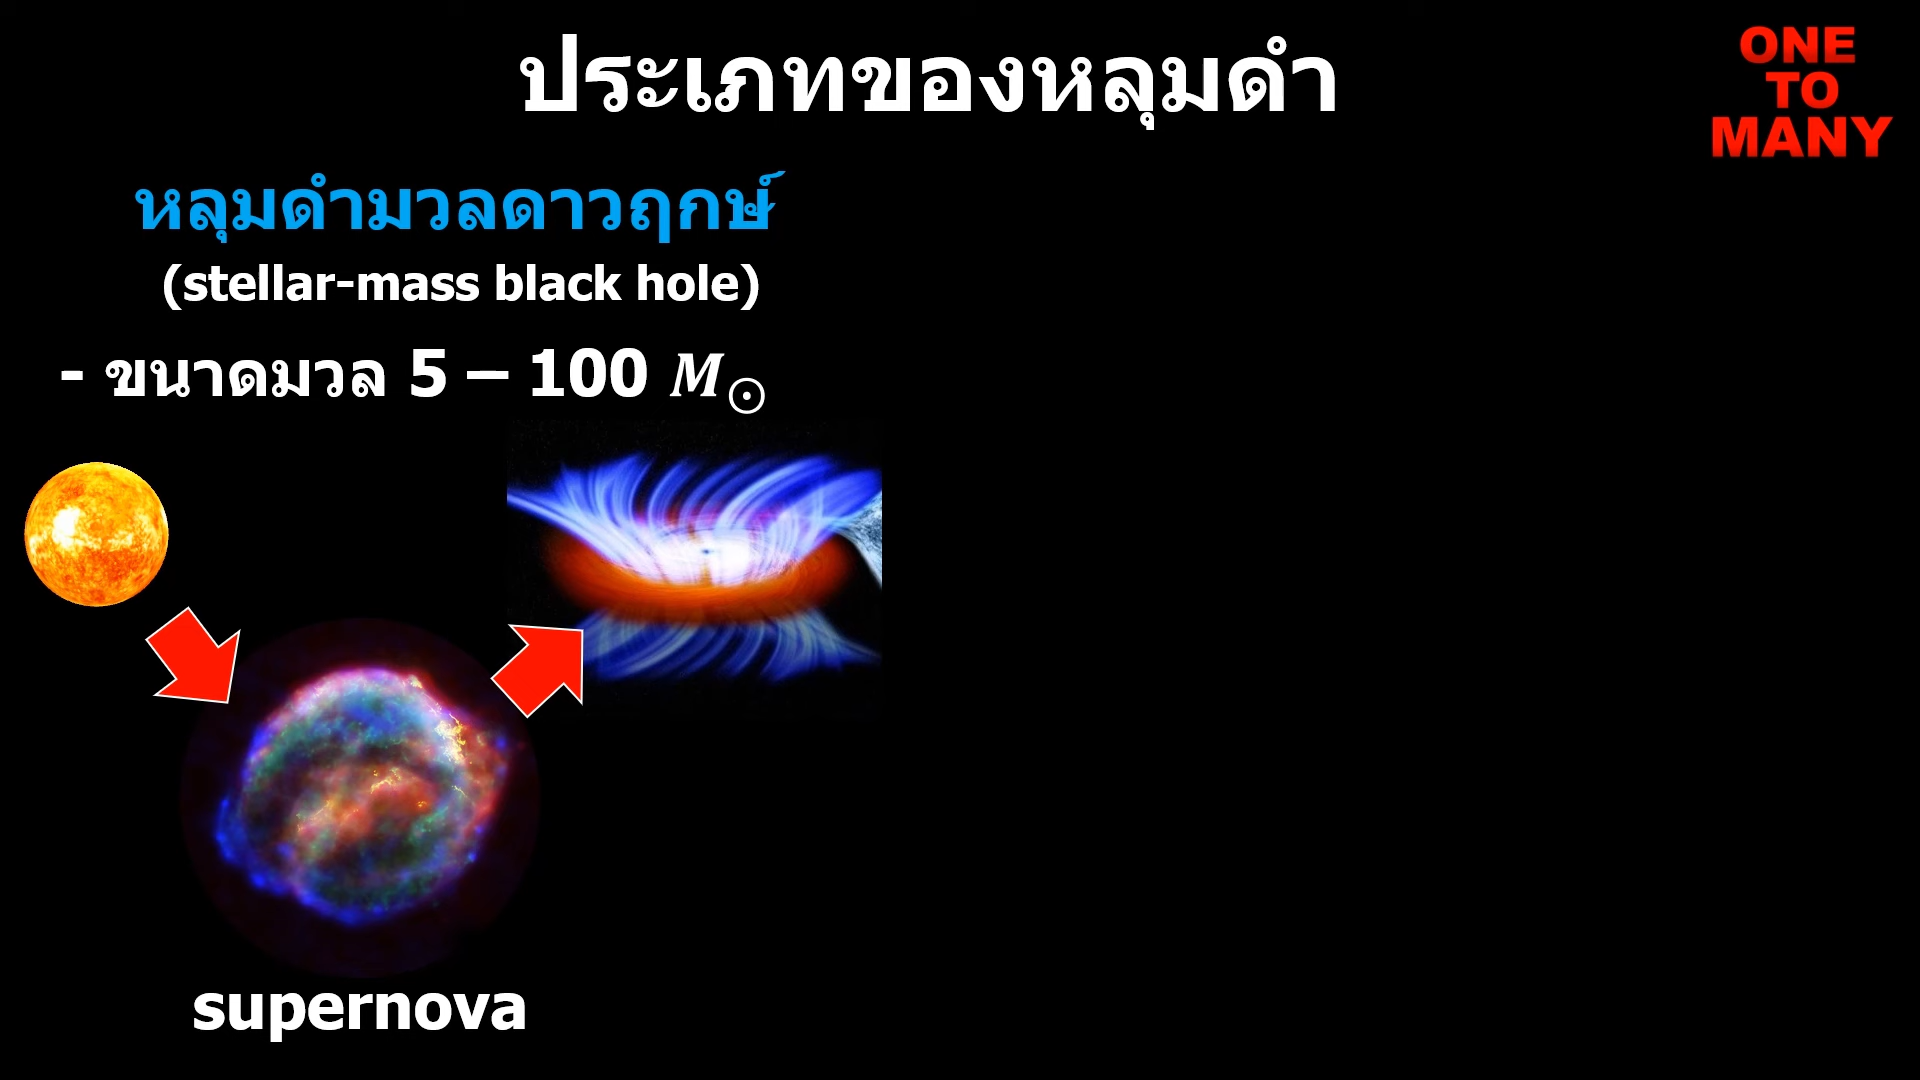 ประเภทของหลุมดำ
ONE
TO
MANY
หลุมดำมวลดาวฤกษ์
(stellar-mass black hole)
- ขนาดมวล 5 – 100 𝑴⊙
supernova